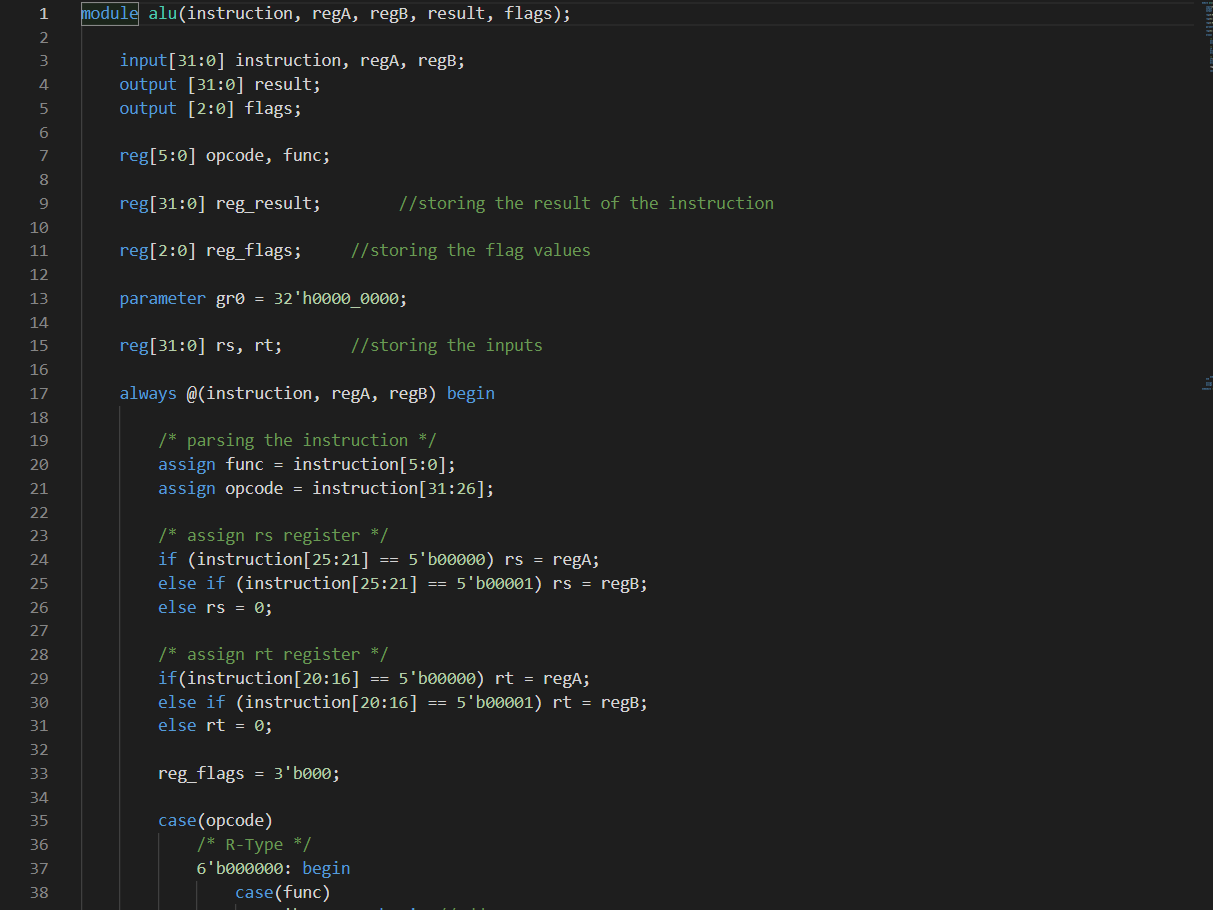 1 module alu(instruction, regA, regB, result, flags);
2
3 input[31:0] instruction, regA, regB;
4 output [31:0] result;
5 output [2:0] flags;
6
7 reg[5:0] opcode, func;
8
9 reg[31:0] reg_result; //storing the result of the instruction
10
11 reg[2:0] reg_flags; //storing the flag values
12
13 parameter gr0 = 32'h0000_0000;
14
15 reg[31:0] rs, rt; //storing the inputs
16
17 always @(instruction, regA, regB) begin
18
19 /* parsing the instruction */
20 assign func = instruction[5:0];
21 assign opcode = instruction[31:26];
22
23 /* assign rs register */
24 if (instruction[25:21] == 5'b00000) rs = regA;
25 else if (instruction[25:21] == 5'b00001) rs = regB;
26 else rs = 0;
27
28 /* assign rt register */
29 if(instruction[20:16] == 5'b00000) rt = regA;
30 else if (instruction[20:16] == 5'b00001) rt = regB;
31 else rt = 0;
32
33 reg_flags = 3'b000;
34
35 case(opcode)
36 /* R-Type */
37 6'b000000: begin
38 case(func)